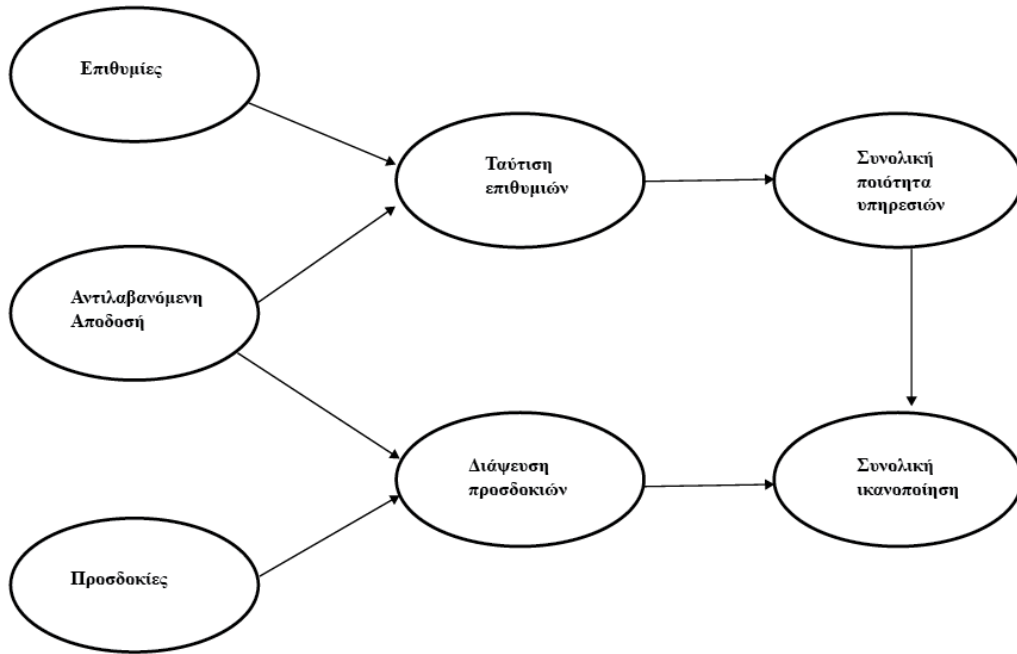 Επιθυμίες
Ταύτιση
επιθυμιών
Συνολική
ποιότητα
υπηρεσιών
Αντιλαβανόμενη
Αποδοσή
Διάψευση
προσδοκιών
Συνολική
ικανοποίηση
Προσδοκίες